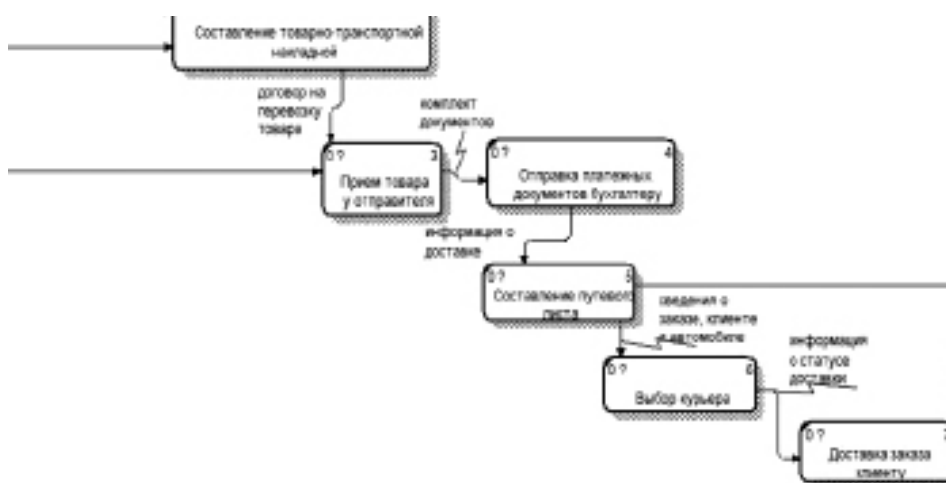 Составление товарно-транспортной
накладной
договор на
перевозку
товара
комплект
документов
0 ? 3
Прием товара
у отправителя
0 ? 4
Отправка платежных
документов бухгалтеру
информация о
доставке
0 ? 5
Составление путевого
листа
сведения о
заказе, клиенте
и автомобиле
0 ? 6
Выбор курьера
информация
о статусе
доставки
0 ? 7
Доставка заказа
клиенту